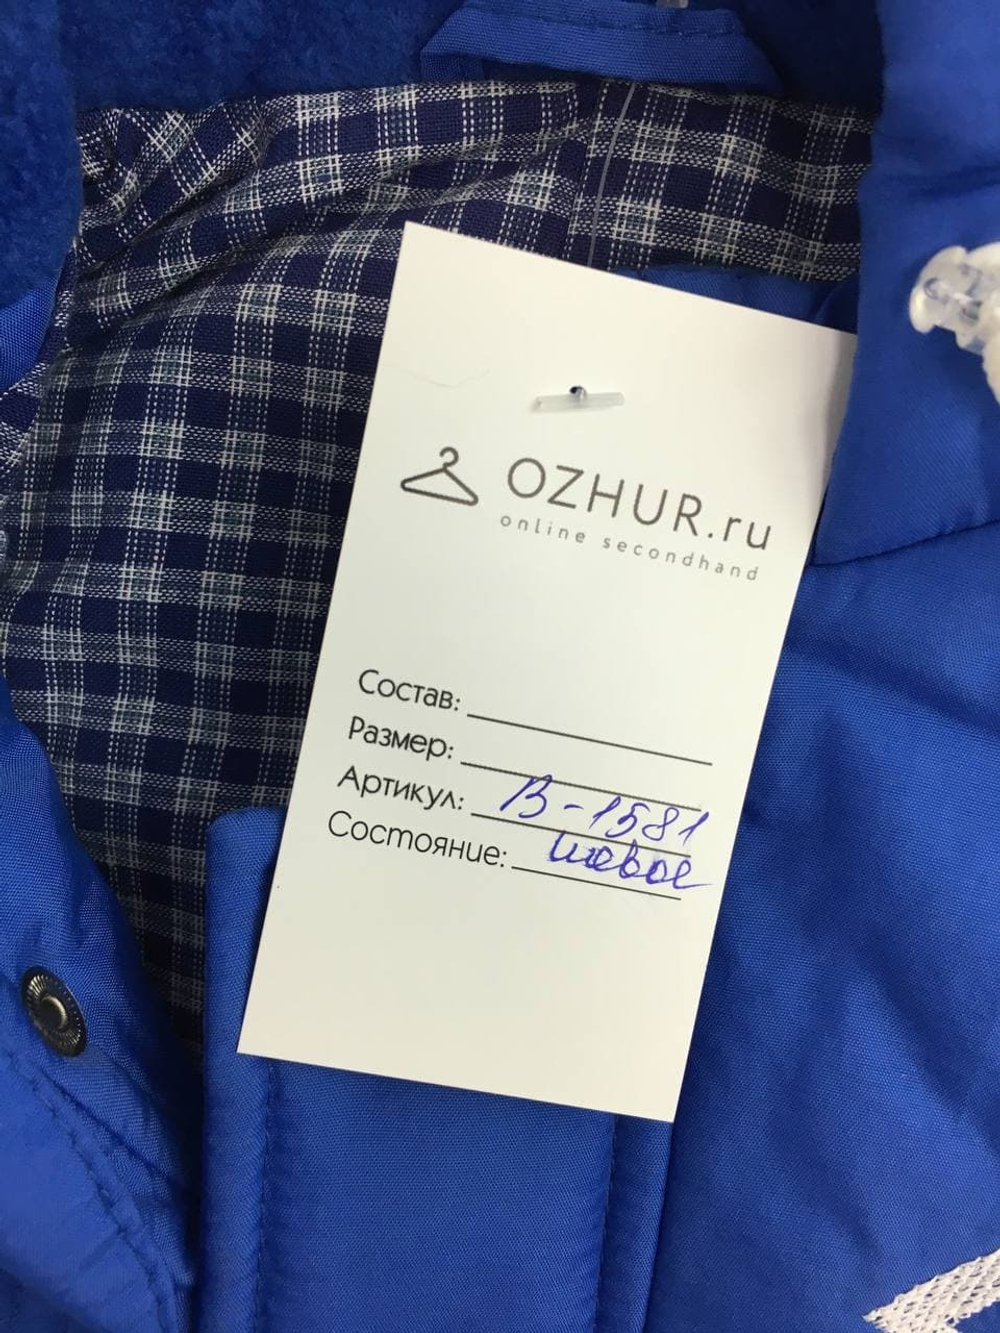 OZHUR.ru
online secondhand
Состав:
Размер:
Артикул: В-1581
Состояние: новое